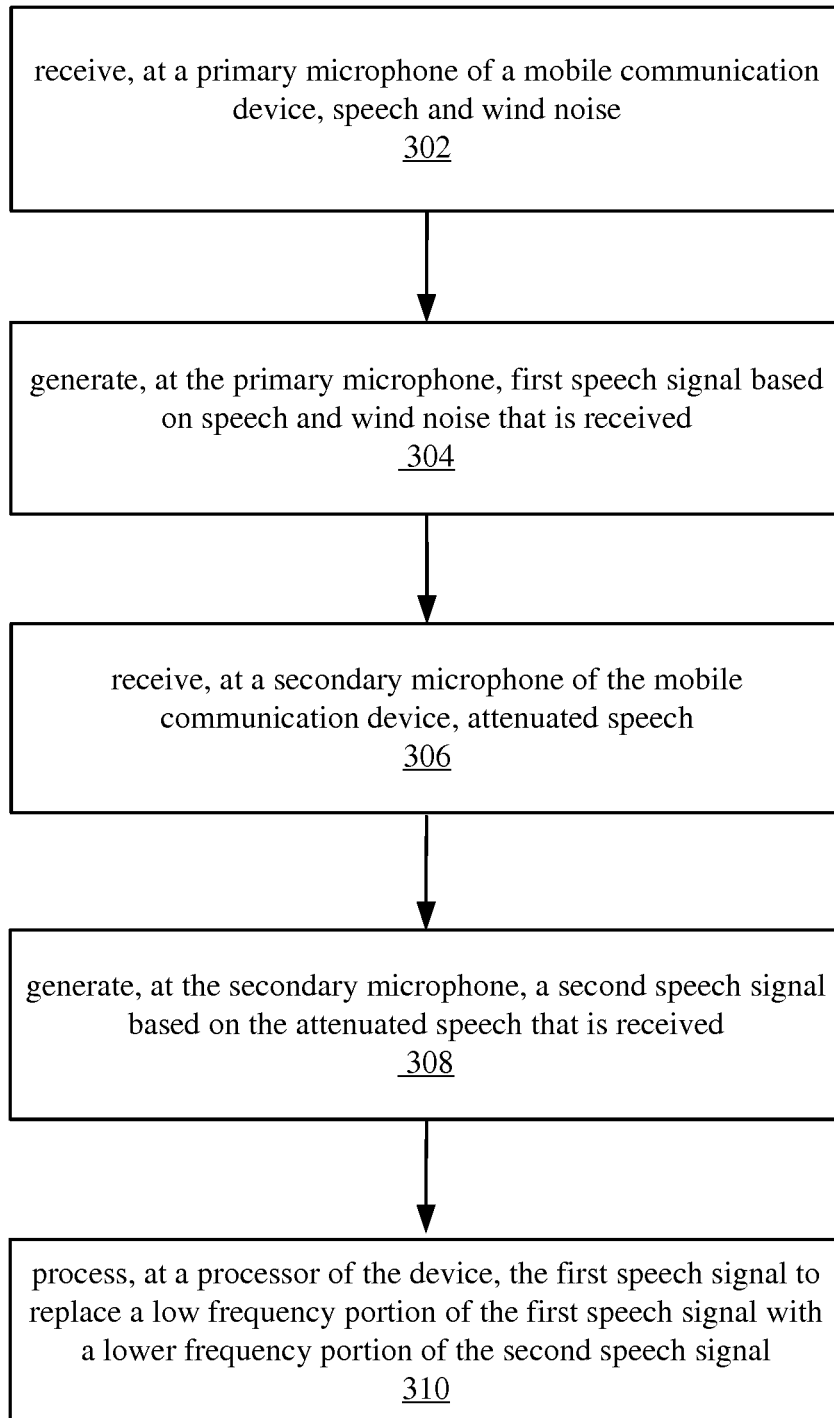 receive, at a primary microphone of a mobile communication
device, speech and wind noise
302
generate, at the primary microphone, first speech signal based
on speech and wind noise that is received
304
receive, at a secondary microphone of the mobile
communication device, attenuated speech
306
generate, at the secondary microphone, a second speech signal
based on the attenuated speech that is received
308
process, at a processor of the device, the first speech signal to
replace a low frequency portion of the first speech signal with
a lower frequency portion of the second speech signal
310